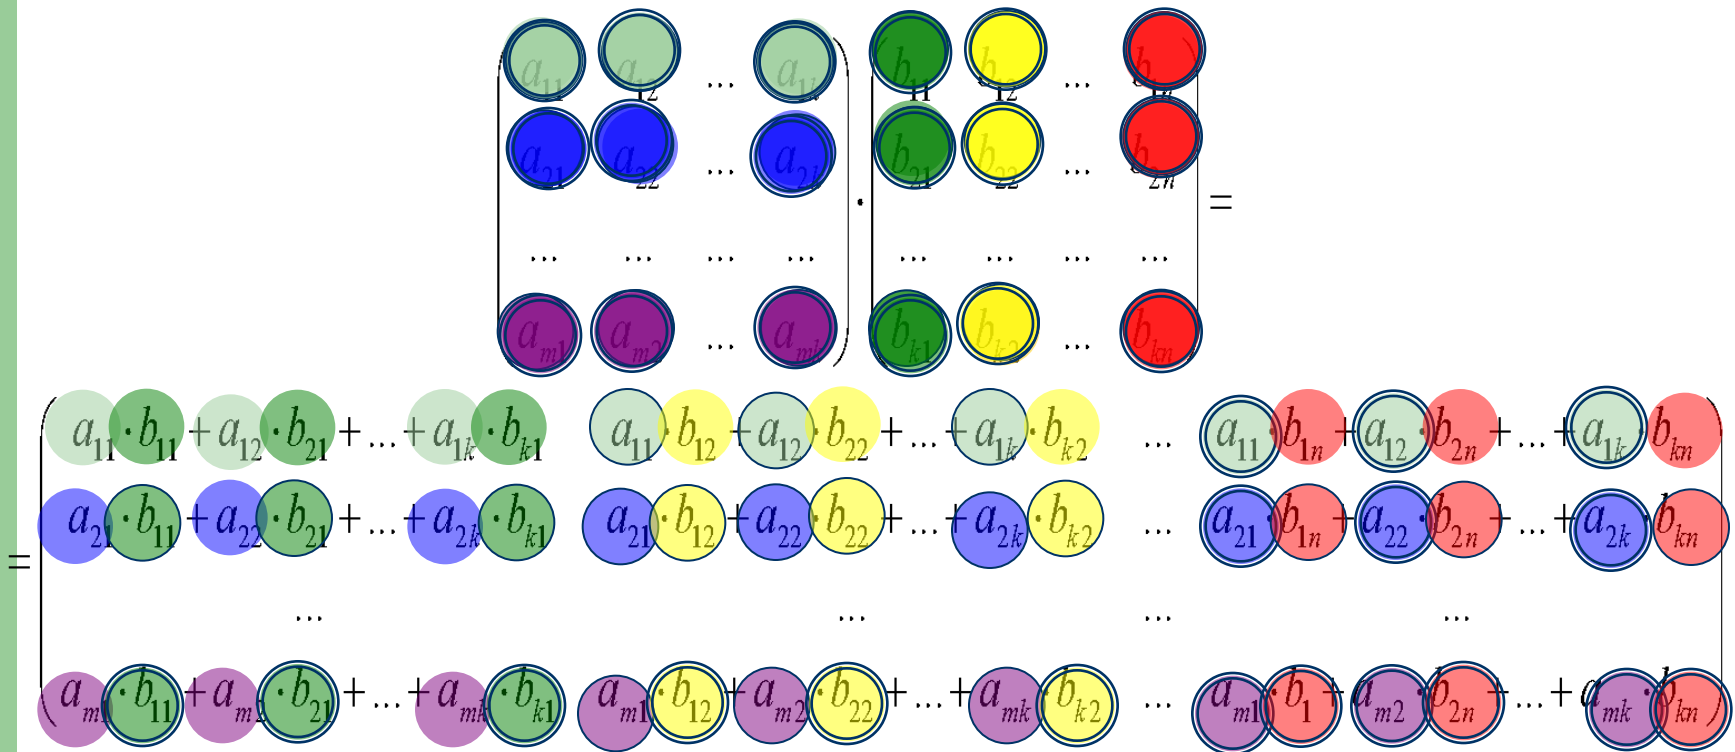 ( a₁₁ a₁₂ ... a₁ₖ ) · ( b₁₁ b₁₂ ... b₁ₙ ) =
a₂₁ a₂₂ ... a₂ₖ b₂₁ b₂₂ ... b₂ₙ
... ... ... ... ... ... ... ...
aₘ₁ aₘ₂ ... aₘₖ bₖ₁ bₖ₂ ... bₖₙ
= ( a₁₁·b₁₁+a₁₂·b₂₁+...+a₁ₖ·bₖ₁ a₁₁·b₁₂+a₁₂·b₂₂+...+a₁ₖ·bₖ₂ ... a₁₁·b₁ₙ+a₁₂·b₂ₙ+...+a₁ₖ·bₖₙ )
a₂₁·b₁₁+a₂₂·b₂₁+...+a₂ₖ·bₖ₁ a₂₁·b₁₂+a₂₂·b₂₂+...+a₂ₖ·bₖ₂ ... a₂₁·b₁ₙ+a₂₂·b₂ₙ+...+a₂ₖ·bₖₙ
... ... ... ...
aₘ₁·b₁₁+aₘ₂·b₂₁+...+aₘₖ·bₖ₁ aₘ₁·b₁₂+aₘ₂·b₂₂+...+aₘₖ·bₖ₂ ... aₘ₁·b₁+aₘ₂·b₂ₙ+...+aₘₖ·bₖₙ